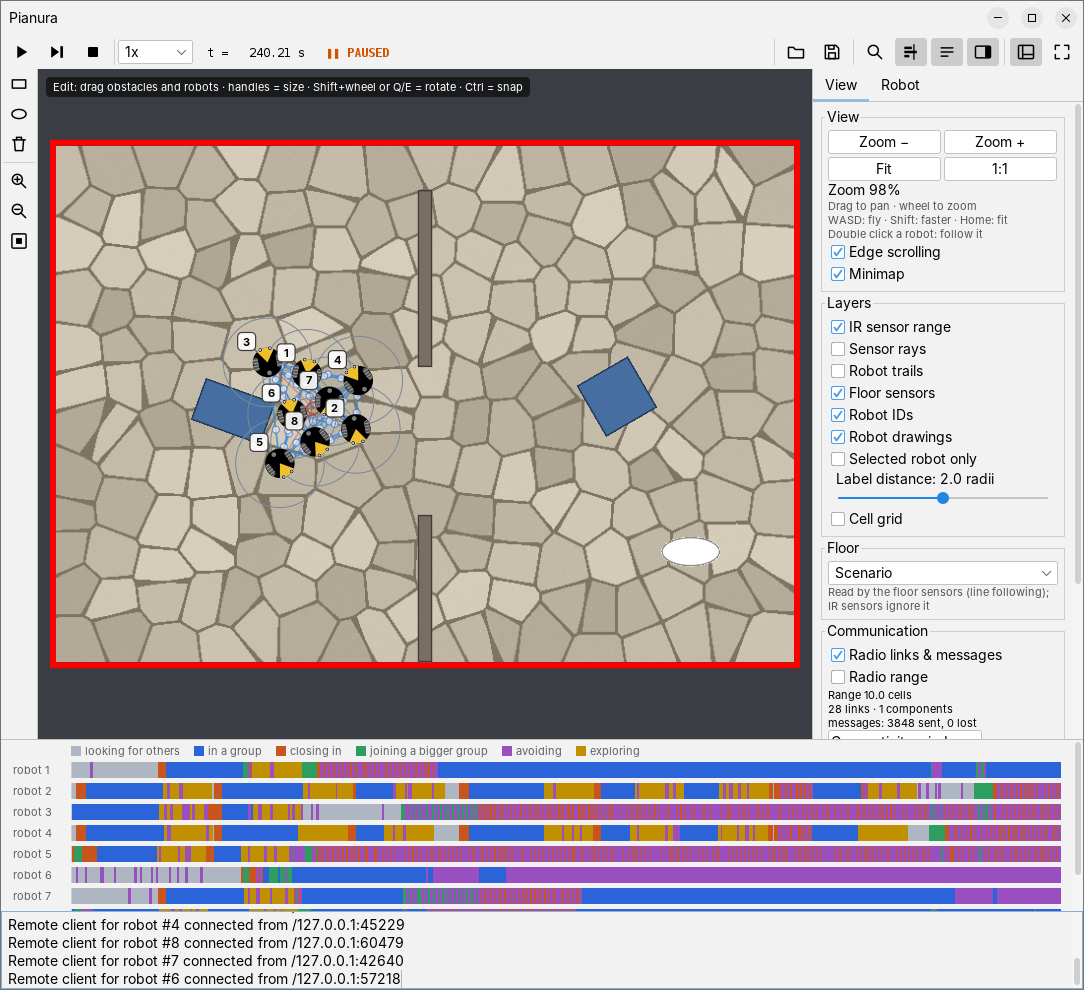 Pianura
1x
t = 240.21 s
PAUSED
Edit: drag obstacles and robots · handles = size · Shift+wheel or Q/E = rotate · Ctrl = snap
3
1
4
7
6
2
8
5
View
Robot
View
Zoom −
Zoom +
Fit
1:1
Zoom 98%
Drag to pan · wheel to zoom
WASD: fly · Shift: faster · Home: fit
Double click a robot: follow it
Edge scrolling
Minimap
Layers
IR sensor range
Sensor rays
Robot trails
Floor sensors
Robot IDs
Robot drawings
Selected robot only
Label distance: 2.0 radii
Cell grid
Floor
Scenario
Read by the floor sensors (line following);
IR sensors ignore it
Communication
Radio links & messages
Radio range
Range 10.0 cells
28 links · 1 components
messages: 3848 sent, 0 lost
looking for others
in a group
closing in
joining a bigger group
avoiding
exploring
robot 1
robot 2
robot 3
robot 4
robot 5
robot 6
robot 7
Remote client for robot #4 connected from /127.0.0.1:45229
Remote client for robot #8 connected from /127.0.0.1:60479
Remote client for robot #7 connected from /127.0.0.1:42640
Remote client for robot #6 connected from /127.0.0.1:57218